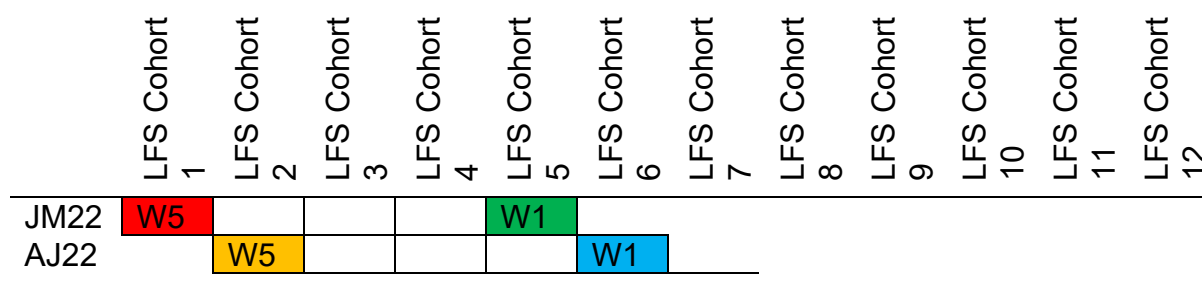 LFS Cohort 1
LFS Cohort 2
LFS Cohort 3
LFS Cohort 4
LFS Cohort 5
LFS Cohort 6
LFS Cohort 7
LFS Cohort 8
LFS Cohort 9
LFS Cohort 10
LFS Cohort 11
LFS Cohort 12
JM22 W5 W1
AJ22 W5 W1